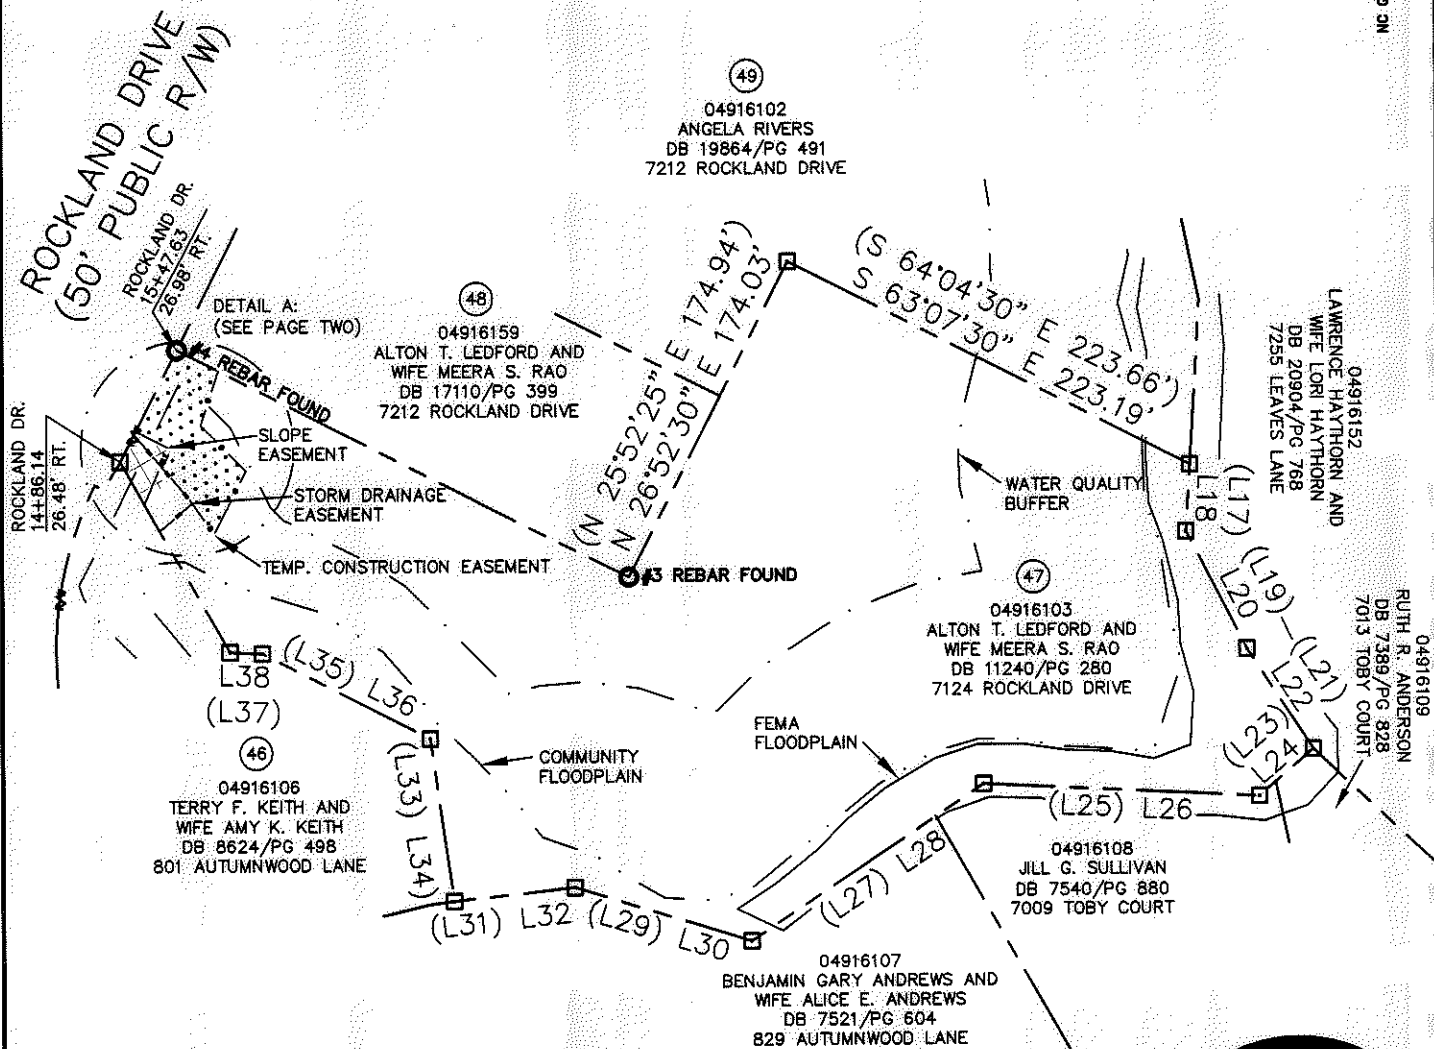 NC G
ROCKLAND DRIVE
(50' PUBLIC R/W)
ROCKLAND DR.
15+47.63
26.98' RT.
49
04916102
ANGELA RIVERS
DB 19864/PG 491
7212 ROCKLAND DRIVE
DETAIL A:
(SEE PAGE TWO)
48
04916159
ALTON T. LEDFORD AND
WIFE MEERA S. RAO
DB 17110/PG 399
7212 ROCKLAND DRIVE
#4 REBAR FOUND
(N 25°52'25" E 174.94')
N 26°52'30" E 174.03'
(S 64°04'30" E 223.66')
S 63°07'30" E 223.19'
04916152
LAWRENCE HAYTHORN AND
WIFE LORI HAYTHORN
DB 20904/PG 768
7255 LEAVES LANE
ROCKLAND DR.
14+86.14
26.48' RT.
SLOPE
EASEMENT
STORM DRAINAGE
EASEMENT
TEMP. CONSTRUCTION EASEMENT
#3 REBAR FOUND
WATER QUALITY
BUFFER
(L17)
L18
(L19)
L20
(L21)
L22
(L23)
L24
04916109
RUTH R. ANDERSON
DB 7389/PG 828
7013 TOBY COURT
47
04916103
ALTON T. LEDFORD AND
WIFE MEERA S. RAO
DB 11240/PG 280
7124 ROCKLAND DRIVE
R/W
L38
(L37)
(L35) L36
46
04916106
TERRY F. KEITH AND
WIFE AMY K. KEITH
DB 8624/PG 498
801 AUTUMNWOOD LANE
(L33) L34)
COMMUNITY
FLOODPLAIN
FEMA
FLOODPLAIN
(L25) L26
04916108
JILL G. SULLIVAN
DB 7540/PG 880
7009 TOBY COURT
(L27) L28
(L31) L32
(L29) L30
04916107
BENJAMIN GARY ANDREWS AND
WIFE ALICE E. ANDREWS
DB 7521/PG 604
829 AUTUMNWOOD LANE